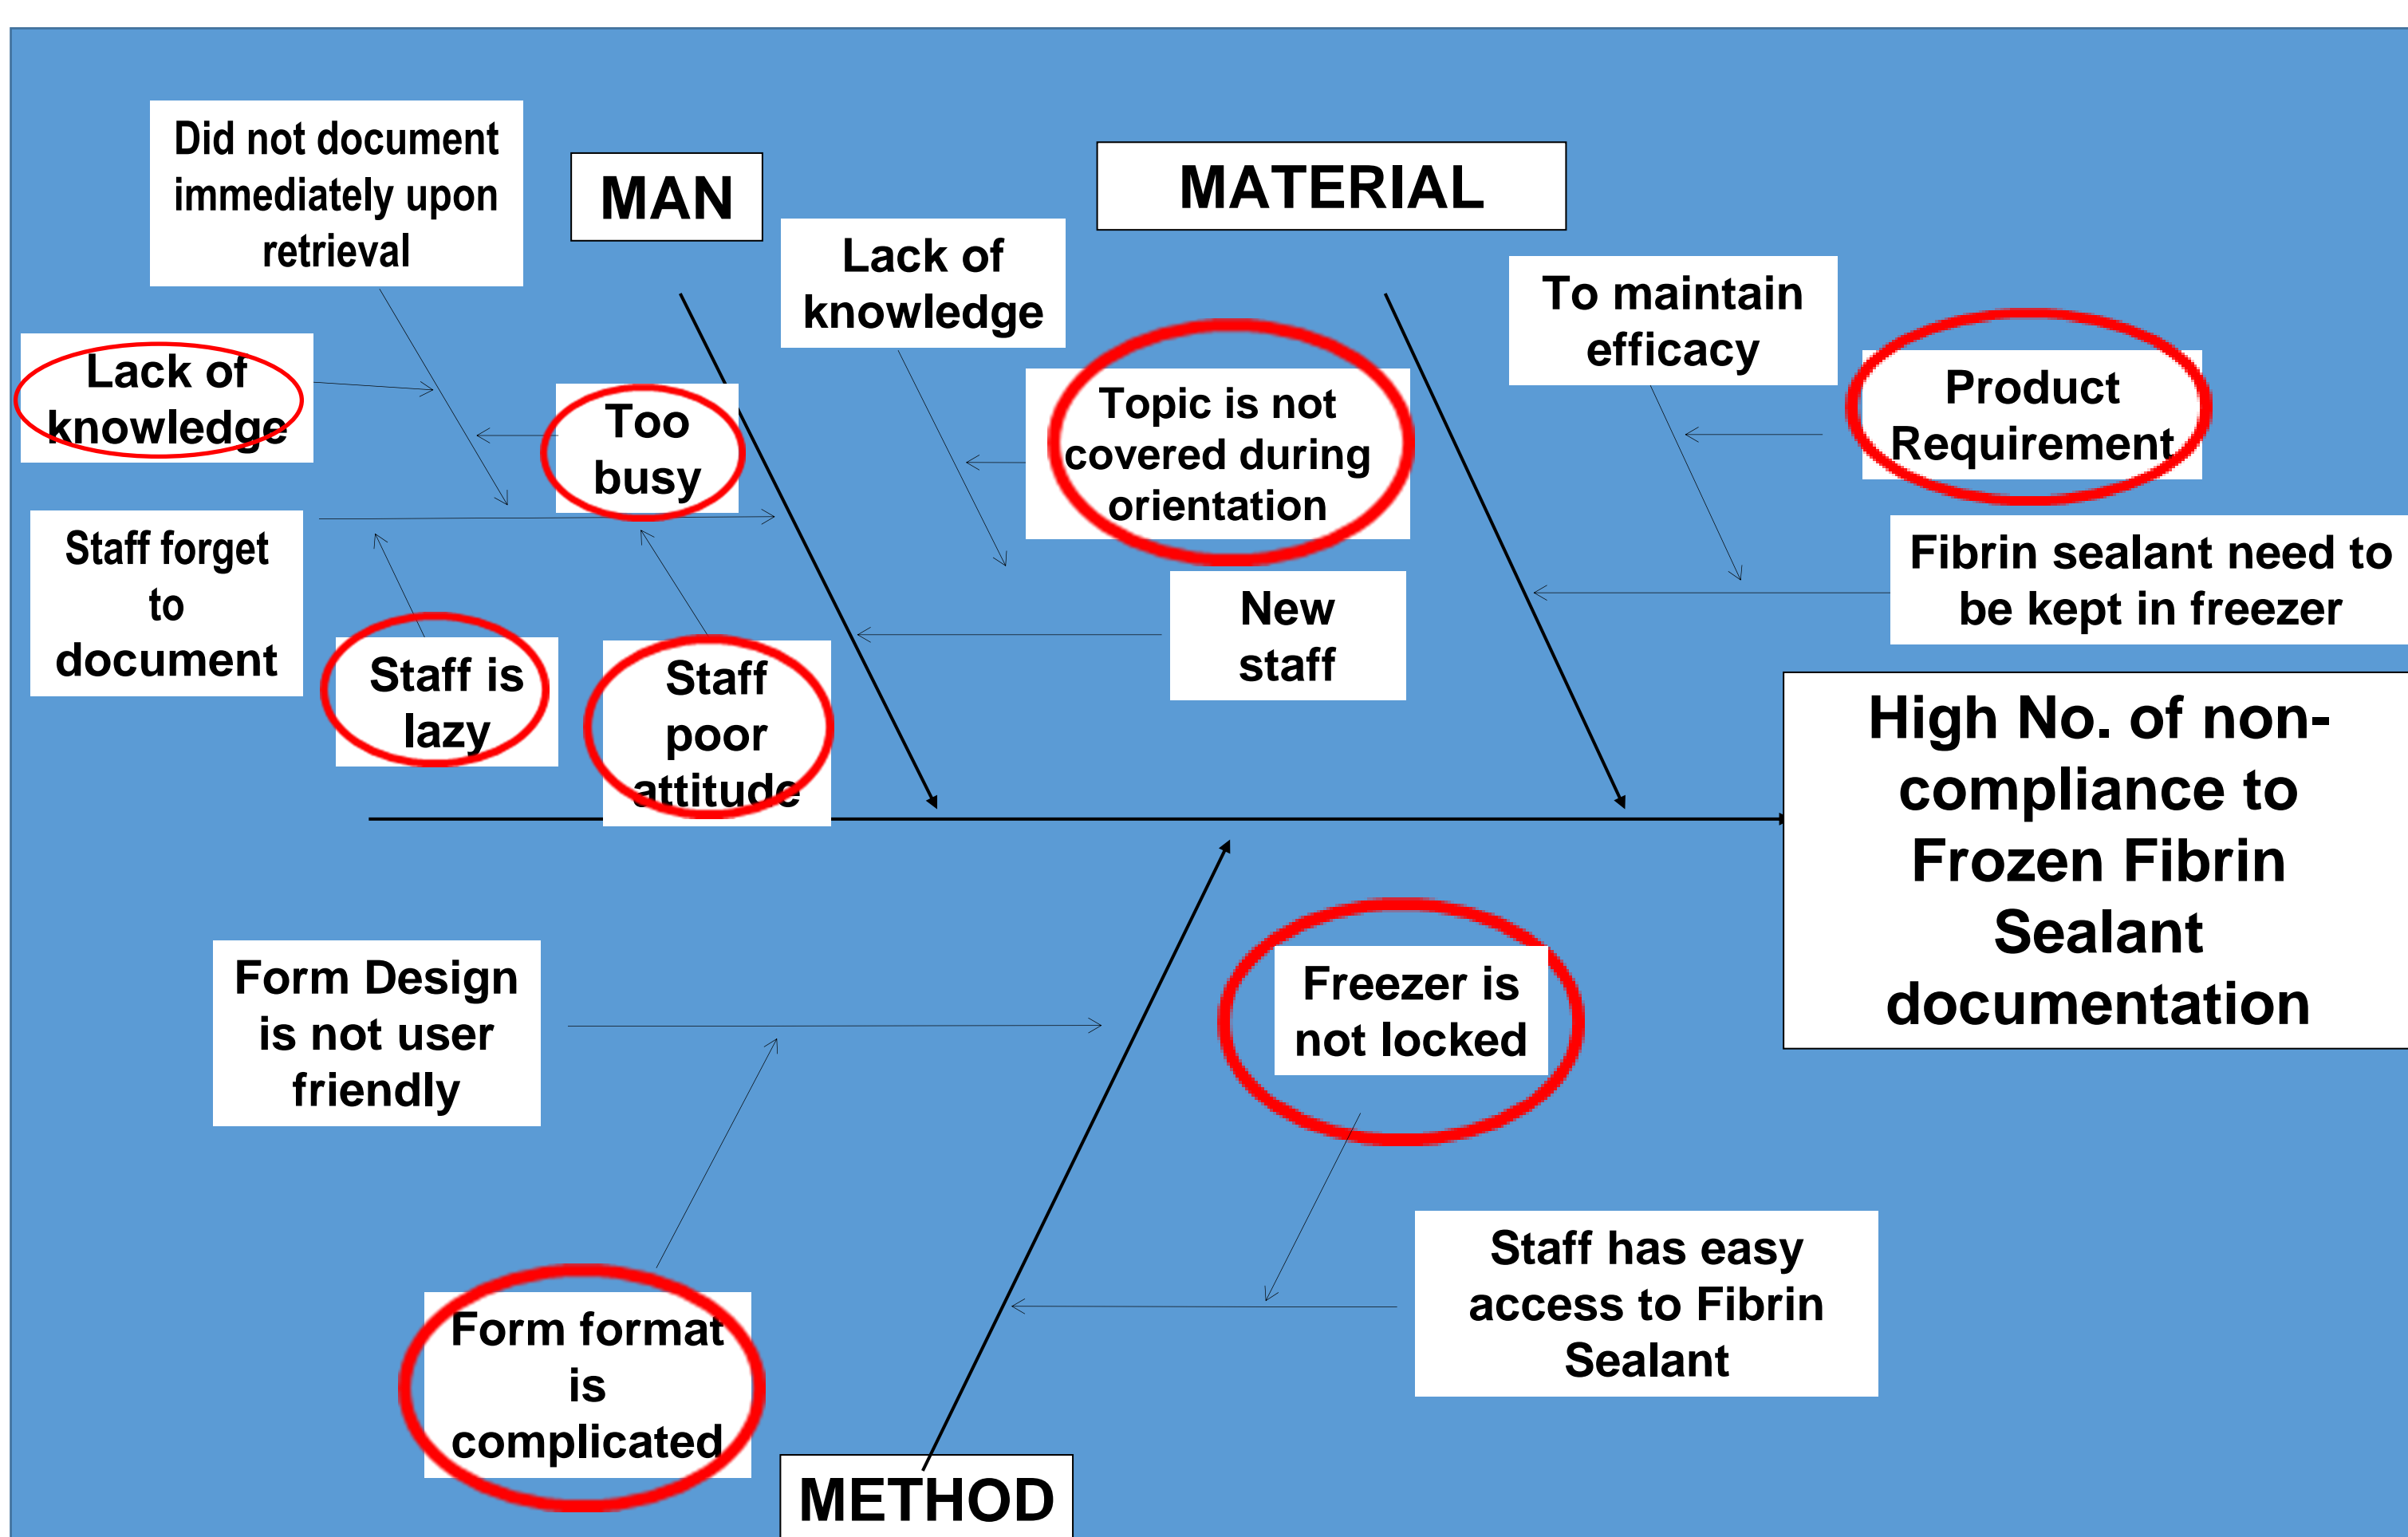 Did not document
immediately upon
retrieval
MAN
MATERIAL
Lack of
knowledge
To maintain
efficacy
Lack of
knowledge
Too
busy
Topic is not
covered during
orientation
Product
Requirement
Staff forget
to
document
Fibrin sealant need to
be kept in freezer
New
staff
Staff is
lazy
Staff
poor
attitude
High No. of non-
compliance to
Frozen Fibrin
Sealant
documentation
Form Design
is not user
friendly
Freezer is
not locked
Staff has easy
access to Fibrin
Sealant
Form format
is
complicated
METHOD